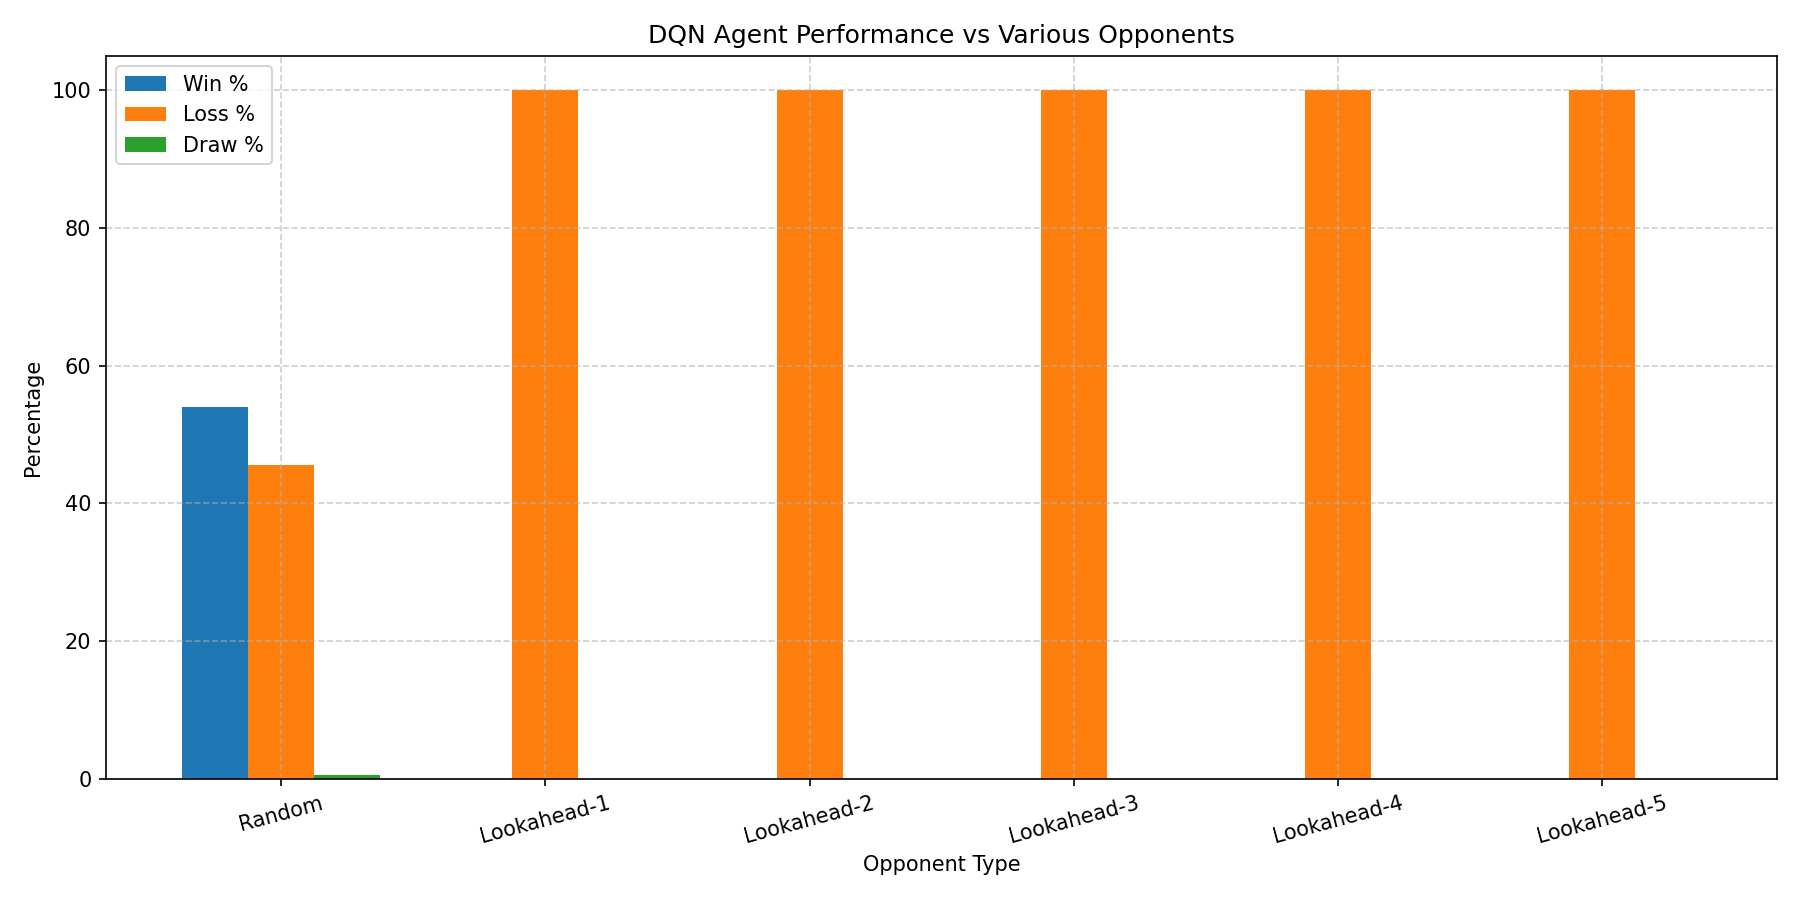 DQN Agent Performance vs Various Opponents
Win %
Loss %
Draw %
100
80
60
40
20
0
Percentage
Random
Lookahead-1
Lookahead-2
Lookahead-3
Lookahead-4
Lookahead-5
Opponent Type